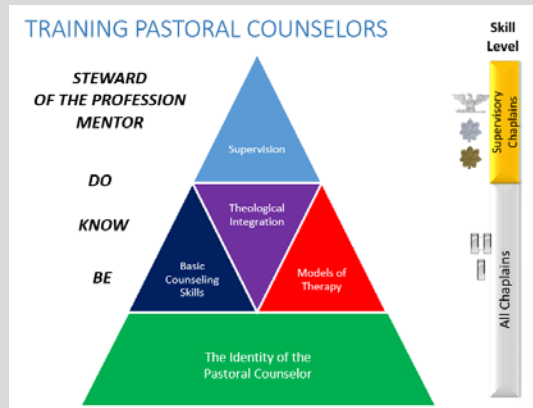 TRAINING PASTORAL COUNSELORS
Skill
Level
STEWARD
OF THE PROFESSION
MENTOR
Supervision
DO
Theological
Integration
KNOW
BE
Basic
Counseling
Skills
Models of
Therapy
The Identity of the
Pastoral Counselor
Supervisory
Chaplains
All Chaplains